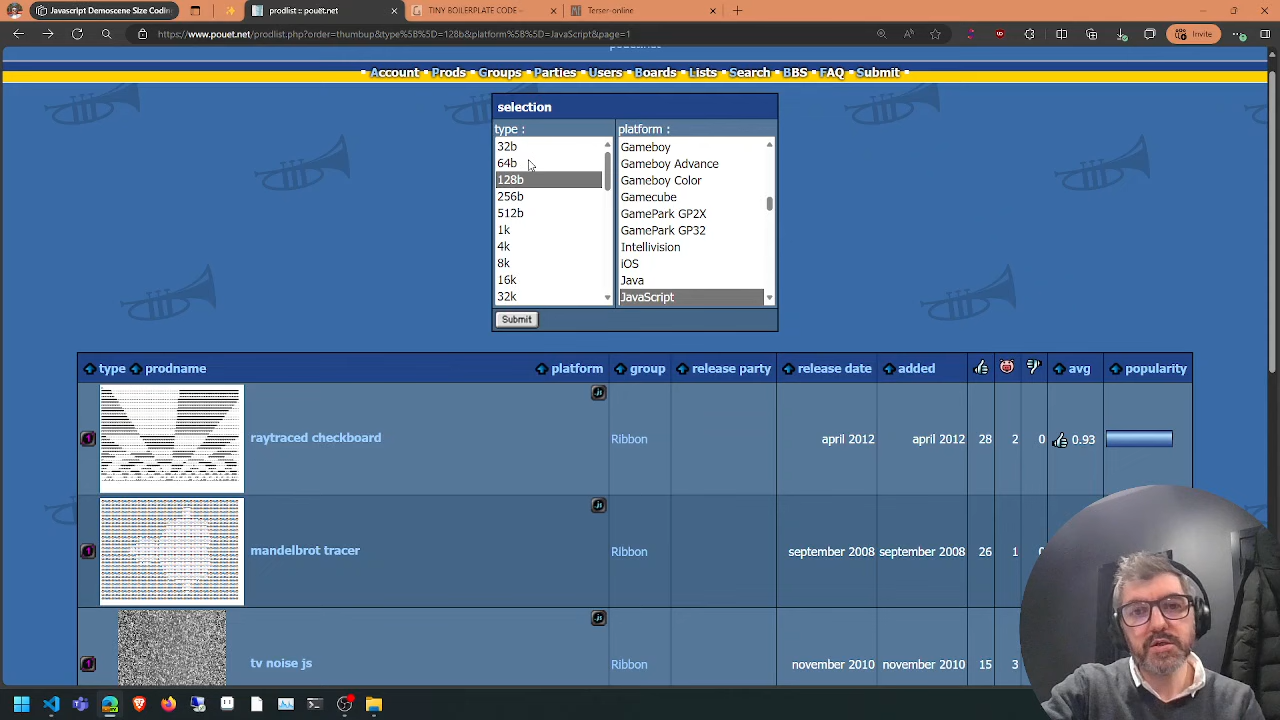 Javascript Demoscene Size Codin
prodlist :: pouët.net
TINY BOILERPLATE CODE –
Terser-online
https://www.pouet.net/prodlist.php?order=thumbup&type%5B%5D=128b&platform%5B%5D=JavaScript&page=1
Invite
pouët.net
Account Prods Groups Parties Users Boards Lists Search BBS FAQ Submit
selection
type : platform :
32b Gameboy
64b Gameboy Advance
128b Gameboy Color
256b Gamecube
512b GamePark GP2X
1k GamePark GP32
4k Intellivision
8k iOS
16k Java
32k JavaScript
Submit
type prodname platform group release party release date added avg popularity
raytraced checkboard Ribbon april 2012 april 2012 28 2 0 0.93
mandelbrot tracer Ribbon september 2008 september 2008 26 1
tv noise js Ribbon november 2010 november 2010 15 3